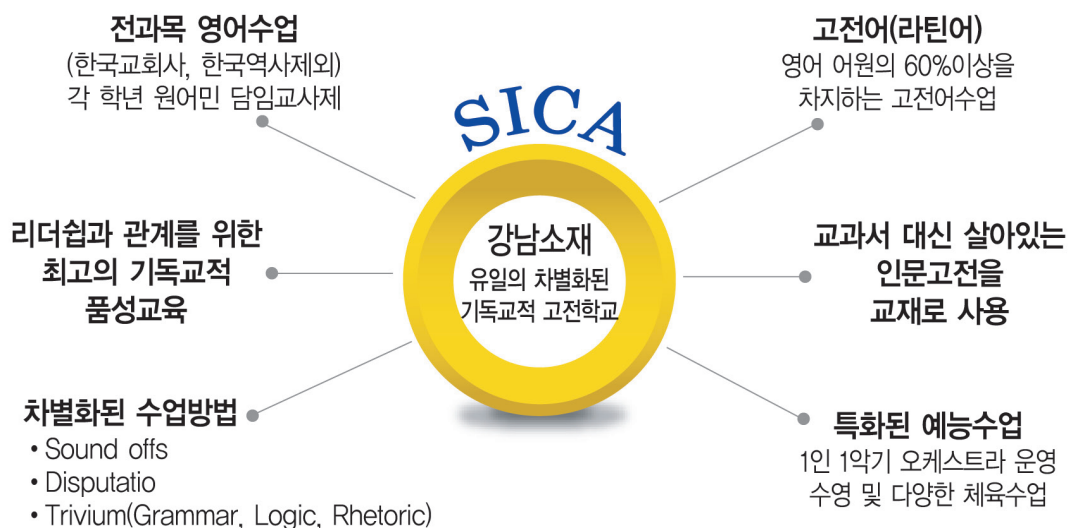 전과목 영어수업
(한국교회사, 한국역사제외)
각 학년 원어민 담임교사제
고전어(라틴어)
영어 어원의 60%이상을
차지하는 고전어수업
SICA
리더쉽과 관계를 위한
최고의 기독교적
품성교육
강남소재
유일의 차별화된
기독교적 고전학교
교과서 대신 살아있는
인문고전을
교재로 사용
차별화된 수업방법
• Sound offs
• Disputatio
• Trivium(Grammar, Logic, Rhetoric)
특화된 예능수업
1인 1악기 오케스트라 운영
수영 및 다양한 체육수업